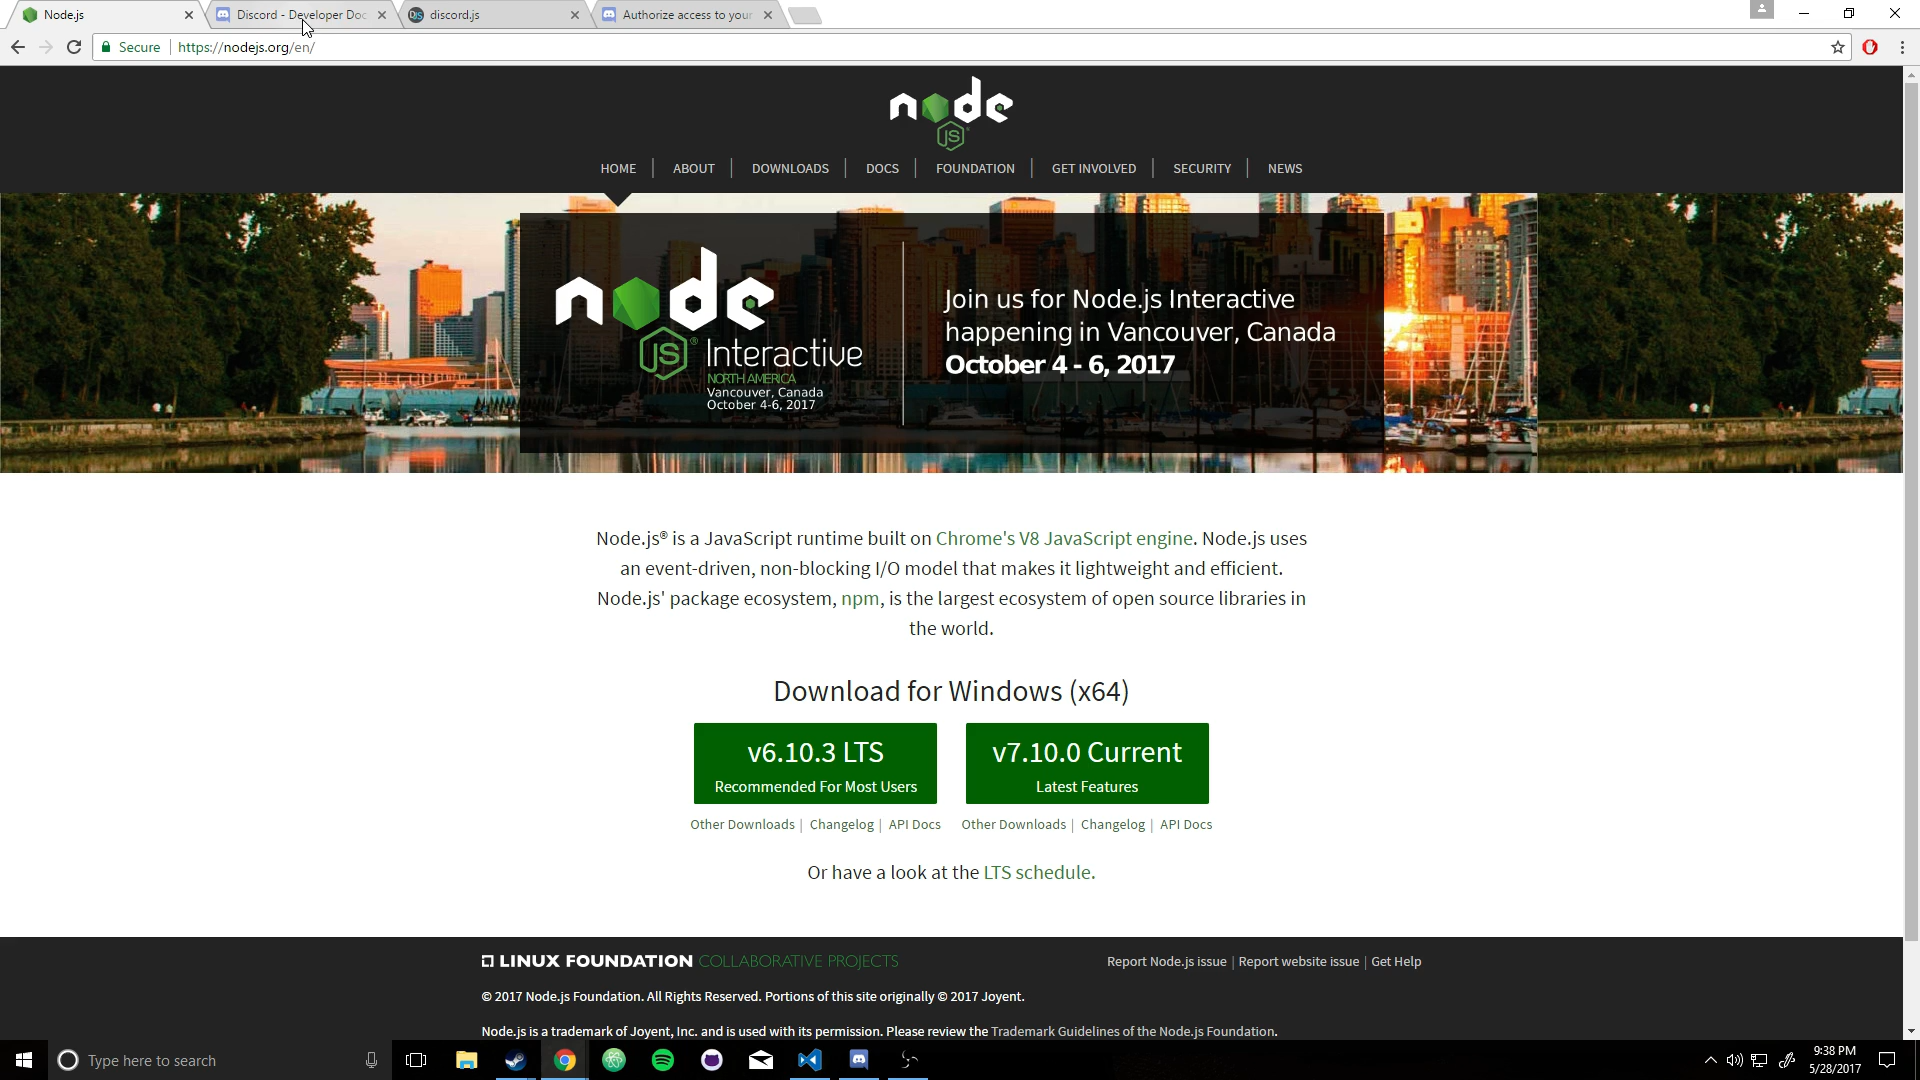 Node.js
Discord - Developer Doc
discord.js
Authorize access to your
Secure
https://nodejs.org/en/
node
JS
HOME
ABOUT
DOWNLOADS
DOCS
FOUNDATION
GET INVOLVED
SECURITY
NEWS
node
JS®
Interactive
NORTH AMERICA
Vancouver, Canada
October 4-6, 2017
Join us for Node.js Interactive
happening in Vancouver, Canada
October 4 - 6, 2017
Node.js® is a JavaScript runtime built on Chrome's V8 JavaScript engine. Node.js uses
an event-driven, non-blocking I/O model that makes it lightweight and efficient.
Node.js' package ecosystem, npm, is the largest ecosystem of open source libraries in
the world.
Download for Windows (x64)
v6.10.3 LTS
Recommended For Most Users
v7.10.0 Current
Latest Features
Other Downloads | Changelog | API Docs
Other Downloads | Changelog | API Docs
Or have a look at the LTS schedule.
LINUX FOUNDATION COLLABORATIVE PROJECTS
Report Node.js issue | Report website issue | Get Help
© 2017 Node.js Foundation. All Rights Reserved. Portions of this site originally © 2017 Joyent.
Node.js is a trademark of Joyent, Inc. and is used with its permission. Please review the Trademark Guidelines of the Node.js Foundation.
Type here to search
9:38 PM
5/28/2017